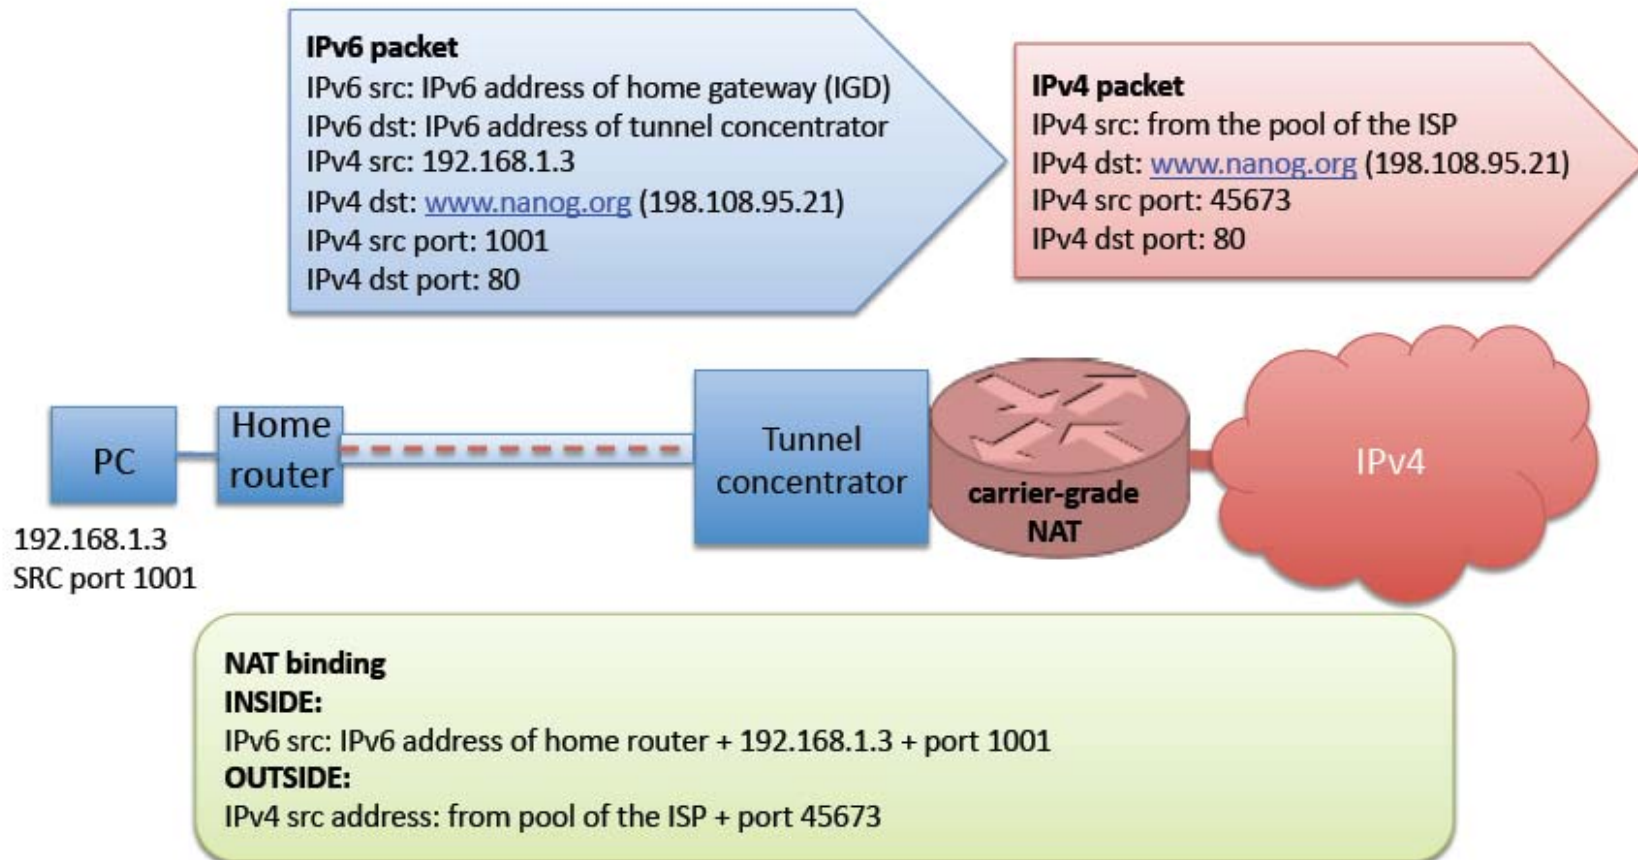 IPv6 packet
IPv6 src: IPv6 address of home gateway (IGD)
IPv6 dst: IPv6 address of tunnel concentrator
IPv4 src: 192.168.1.3
IPv4 dst: www.nanog.org (198.108.95.21)
IPv4 src port: 1001
IPv4 dst port: 80
IPv4 packet
IPv4 src: from the pool of the ISP
IPv4 dst: www.nanog.org (198.108.95.21)
IPv4 src port: 45673
IPv4 dst port: 80
PC
Home
router
Tunnel
concentrator
carrier-grade
NAT
IPv4
192.168.1.3
SRC port 1001
NAT binding
INSIDE:
IPv6 src: IPv6 address of home router + 192.168.1.3 + port 1001
OUTSIDE:
IPv4 src address: from pool of the ISP + port 45673